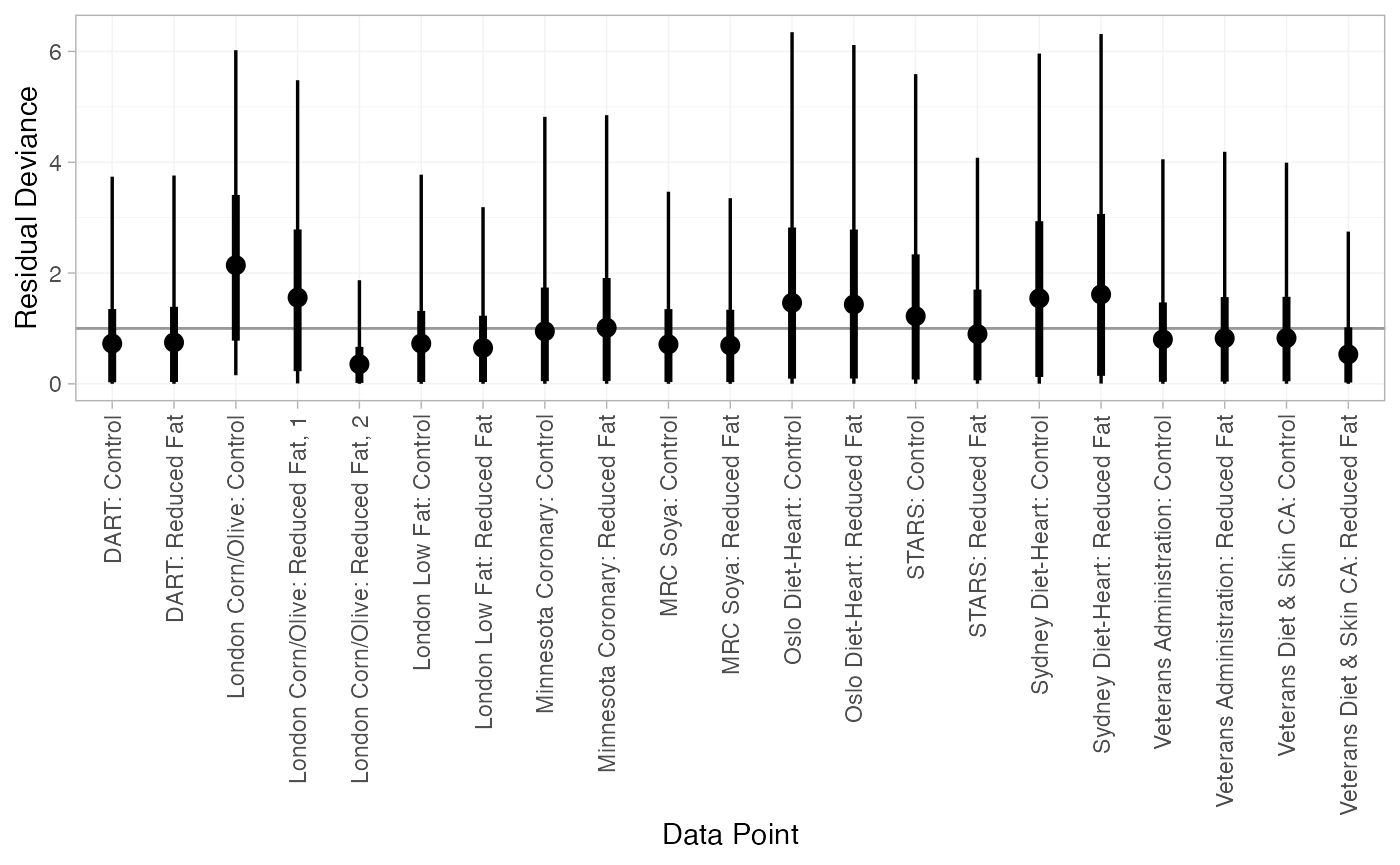 Residual Deviance
6
4
2
0
DART: Control
DART: Reduced Fat
London Corn/Olive: Control
London Corn/Olive: Reduced Fat, 1
London Corn/Olive: Reduced Fat, 2
London Low Fat: Control
London Low Fat: Reduced Fat
Minnesota Coronary: Control
Minnesota Coronary: Reduced Fat
MRC Soya: Control
MRC Soya: Reduced Fat
Oslo Diet-Heart: Control
Oslo Diet-Heart: Reduced Fat
STARS: Control
STARS: Reduced Fat
Sydney Diet-Heart: Control
Sydney Diet-Heart: Reduced Fat
Veterans Administration: Control
Veterans Administration: Reduced Fat
Veterans Diet & Skin CA: Control
Veterans Diet & Skin CA: Reduced Fat
Data Point